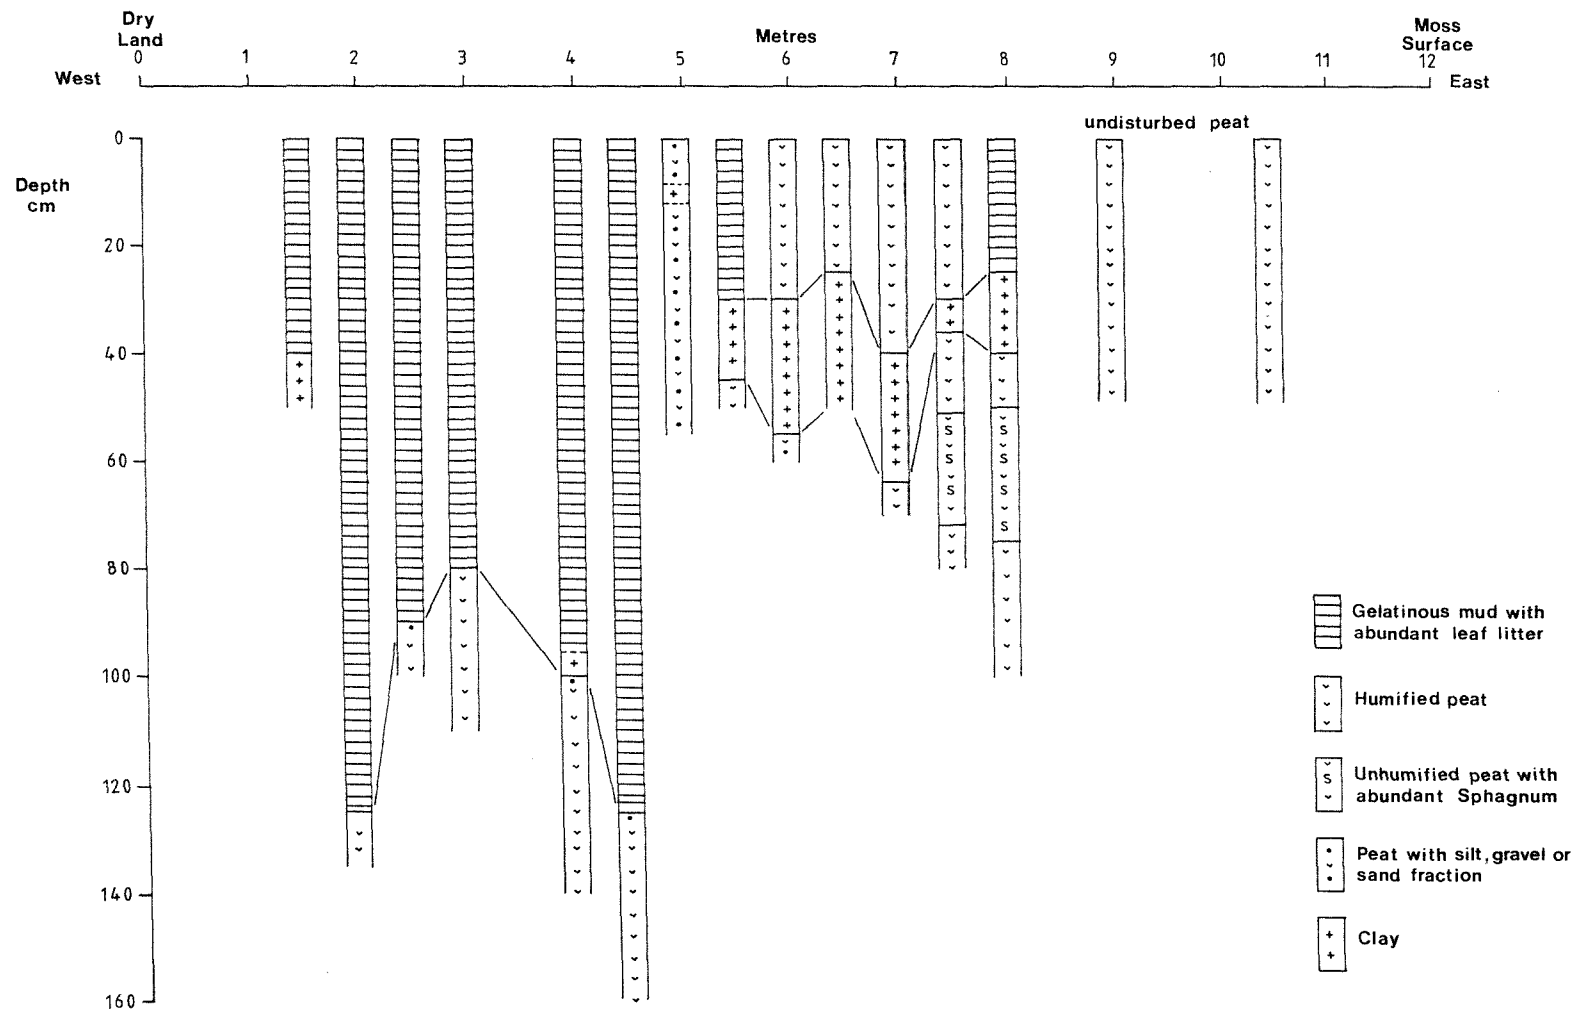 Dry
Land
Metres
Moss
Surface
0 1 2 3 4 5 6 7 8 9 10 11 12
West
East
undisturbed peat
Depth
cm
0
20
40
60
80
100
120
140
160
Gelatinous mud with
abundant leaf litter
Humified peat
S Unhumified peat with
abundant Sphagnum
Peat with silt, gravel or
sand fraction
Clay
S
S
S
S
S
S
S